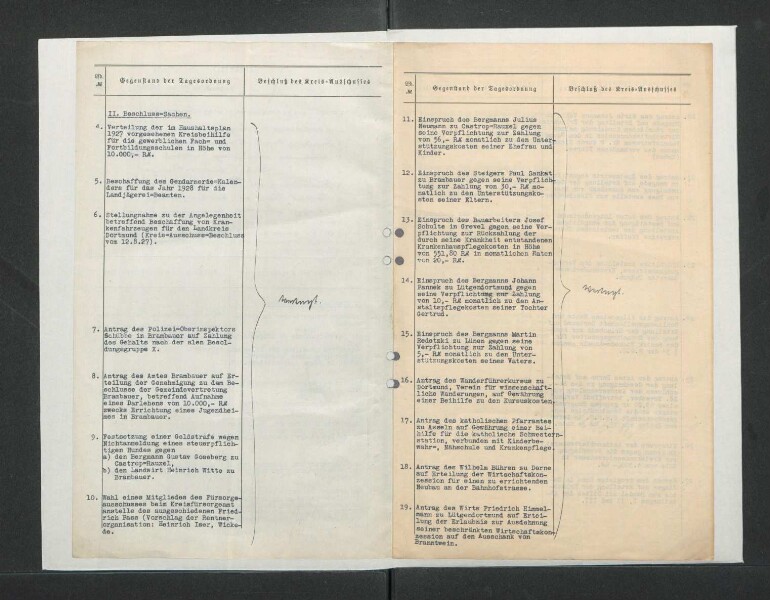 Lfd. № Gegenstand der Tagesordnung Beschluß des Kreis-Ausschusses
II. Beschluss-Sachen.
4. Verteilung der im Haushaltsplan
1927 vorgesehenen Kreisbeihilfe
für die gewerblichen Fach- und
Fortbildungsschulen in Höhe von
10.000,- RM.
5. Beschaffung des Gendarmerie-Kalen-
ders für das Jahr 1928 für die
Landjägerei-Beamten.
6. Stellungnahme zu der Angelegenheit
betreffend Beschaffung von Kran-
kenfahrzeugen für den Landkreis
Dortmund (Kreis-Ausschuss-Beschluss
vom 12.8.27).
7. Antrag des Polizei-Oberinspektors
Schübbe in Brambauer auf Zahlung
des Gehalts nach der alten Besol-
dungsgruppe X.
8. Antrag des Amtes Brambauer auf Er-
teilung der Genehmigung zu dem Be-
schlusse der Gemeindevertretung
Brambauer, betreffend Aufnahme
eines Darlehens von 10.000,- RM
zwecks Errichtung eines Jugendhei-
mes in Brambauer.
9. Festsetzung einer Geldstrafe wegen
Nichtanmeldung eines steuerpflich-
tigen Hundes gegen
a) den Bergmann Gustav Goneberg zu
Castrop-Rauxel,
b) den Landwirt Heinrich Witte zu
Brambauer.
10. Wahl eines Mitgliedes des Fürsorge-
ausschusses beim Kreisfürsorgeamt
anstelle des ausgeschiedenen Fried-
rich Pass (Vorschlag der Rentner-
organisation: Heinrich Iser, Wicke-
de.
Lfd. № Gegenstand der Tagesordnung Beschluß des Kreis-Ausschusses
11. Einspruch des Bergmanns Julius
Neumann zu Castrop-Rauxel gegen
seine Verpflichtung zur Zahlung
von 56,- RM monatlich zu den Unter-
stützungskosten seiner Ehefrau und
Kinder.
12. Einspruch des Steigers Paul
zu Brambauer gegen seine Verpflich-
tung zur Zahlung von 30,- RM mo-
natlich zu den Unterstützungsko-
sten seiner Eltern.
13. Einspruch des Bauarbeiters Josef
Schulte in Grevel gegen seine Ver-
pflichtung zur Rückzahlung der
durch seine Krankheit entstandenen
Krankenhauspflegekosten in Höhe
von 551,80 RM in monatlichen Raten
von 20,- RM.
14. Einspruch des Bergmanns Johann
Pannek zu Lütgendortmund gegen
seine Verpflichtung zur Zahlung
von 10,- RM monatlich zu den An-
staltspflegekosten seiner Tochter
Gertrud.
15. Einspruch des Bergmanns Martin
Redetzki zu Lünen gegen seine
Verpflichtung zur Zahlung von
5,- RM monatlich zu den Unter-
stützungskosten seines Vaters.
16. Antrag des Wanderführerkursus zu
Dortmund, Verein für wissenschaft-
liche Wanderungen, auf Gewährung
einer Beihilfe zu den Kursuskosten.
17. Antrag des katholischen Pfarramtes
zu Asseln auf Gewährung einer Bei-
hilfe für die katholische Schwestern-
station, verbunden mit Kinderbe-
wahr-, Nähschule und Krankenpflege.
18. Antrag des Wilhelm Bühren zu Derne
auf Erteilung der Wirtschaftskon-
zession für einen zu errichtenden
Neubau an der Bahnhofstrasse.
19. Antrag des Wirts Friedrich Himmel-
mann zu Lütgendortmund auf Ertei-
lung der Erlaubnis zur Ausdehnung
seiner beschränkten Wirtschaftskon-
zession auf den Ausschank von
Branntwein.